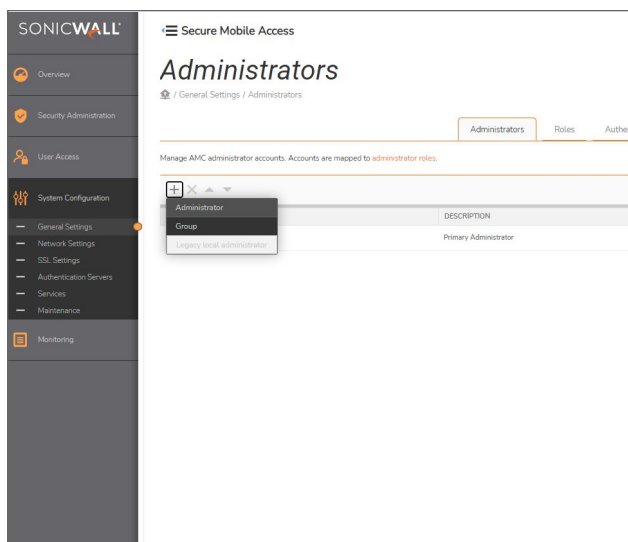 SONICWALL
Secure Mobile Access
Administrators
/ General Settings / Administrators
Overview
Security Administration
User Access
System Configuration
General Settings
Network Settings
SSL Settings
Authentication Servers
Services
Maintenance
Monitoring
Administrators Roles Authe
Manage AMC administrator accounts. Accounts are mapped to administrator roles.
Administrator
Group
Legacy local administrator
DESCRIPTION
Primary Administrator